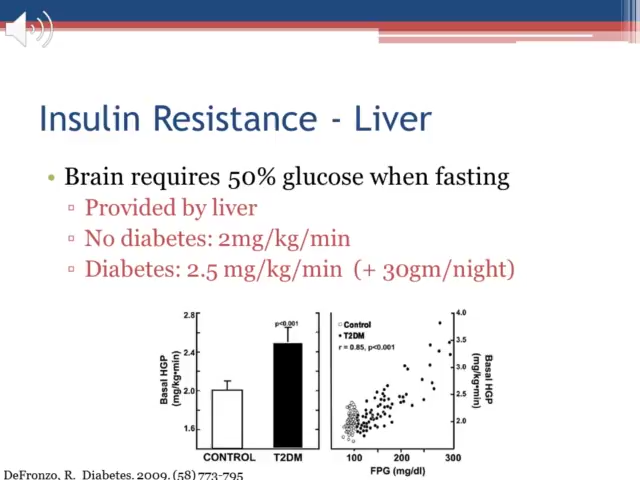 Insulin Resistance - Liver
• Brain requires 50% glucose when fasting
▫ Provided by liver
▫ No diabetes: 2mg/kg/min
▫ Diabetes: 2.5 mg/kg/min (+ 30gm/night)
Basal HGP
(mg/kg•min)
2.8
2.4
2.0
1.6
p<0.001
CONTROL T2DM
○ Control
• T2DM
r = 0.85, p<0.001
4.0
3.5
3.0
2.5
2.0
Basal HGP
(mg/kg•min)
100 200 300
FPG (mg/dl)
DeFronzo, R. Diabetes. 2009. (58) 773-795